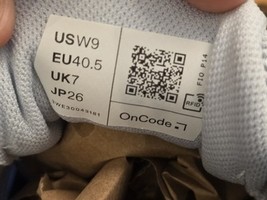 USW9
EU40.5
UK7
JP26
OnCode
RFID